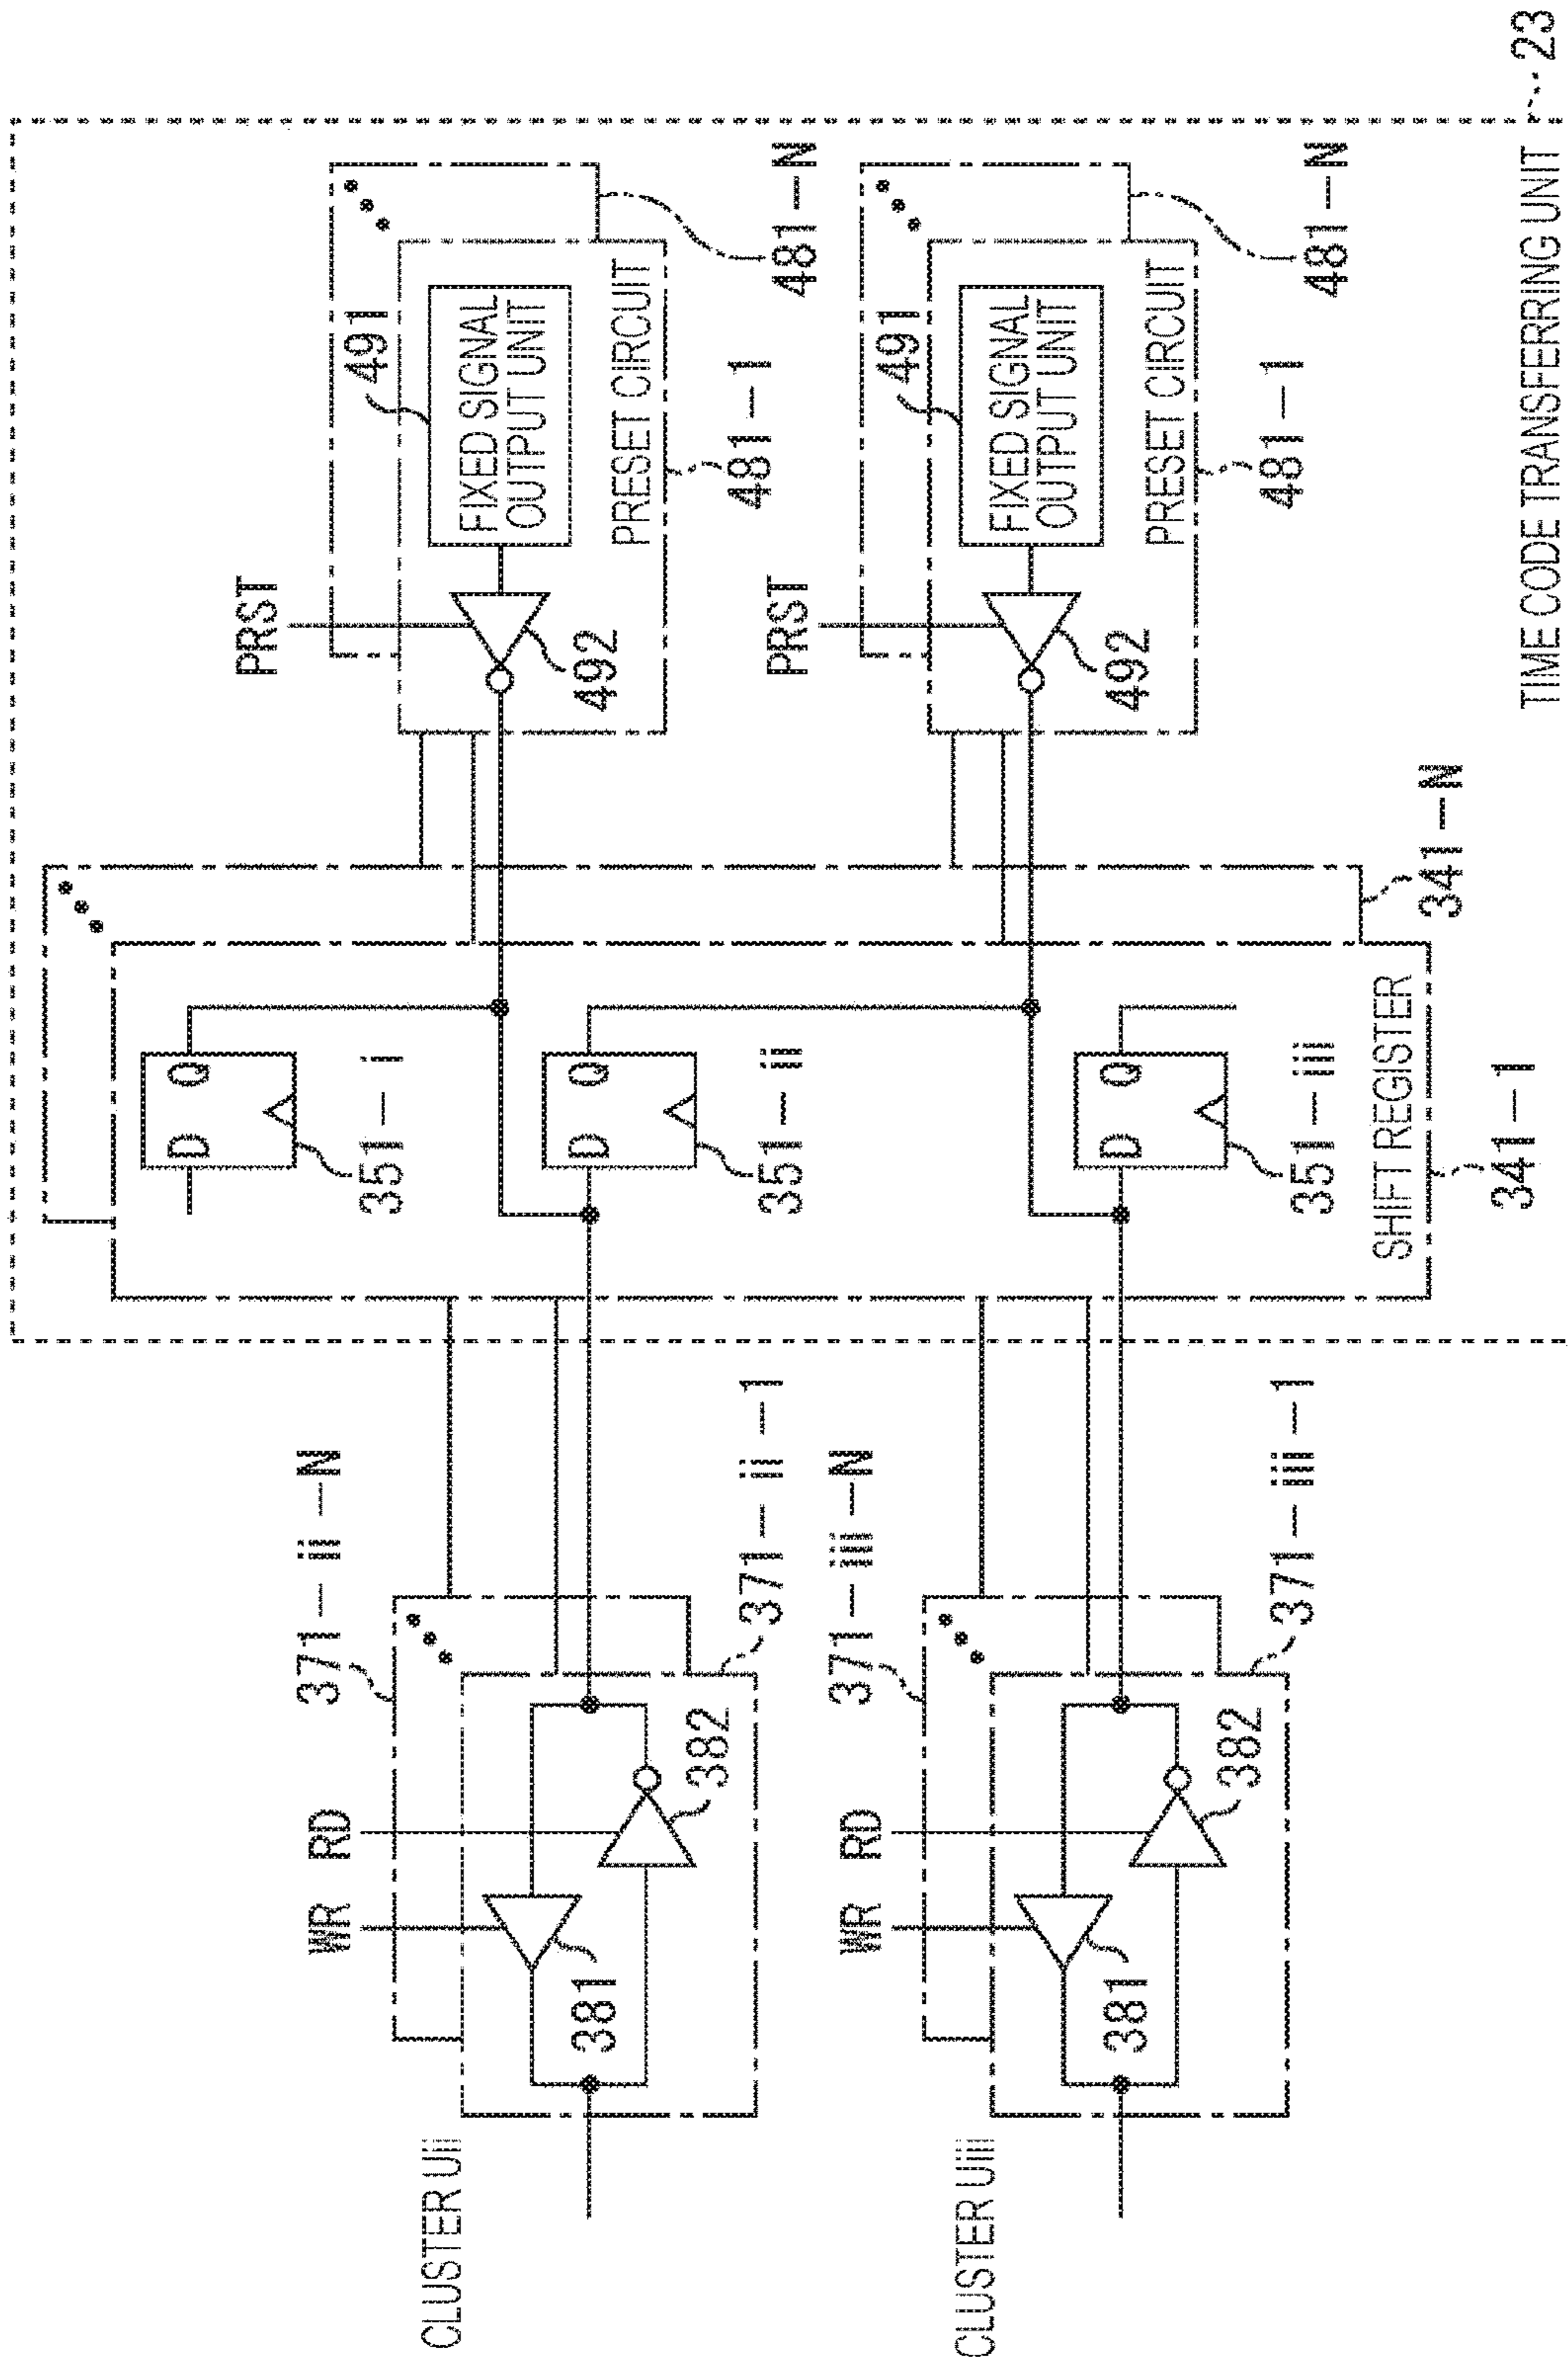 CLUSTER Uii
WR
RD
371-ii-N
381
382
371-ii-1
CLUSTER Uiii
WR
RD
371-iii-N
381
382
371-iii-1
D
Q
351-i
D
Q
351-ii
D
Q
351-iii
SHIFT REGISTER
341-1
341-N
PRST
492
491
FIXED SIGNAL
OUTPUT UNIT
PRESET CIRCUIT
481-1
481-N
PRST
492
491
FIXED SIGNAL
OUTPUT UNIT
PRESET CIRCUIT
481-1
481-N
TIME CODE TRANSFERRING UNIT
23